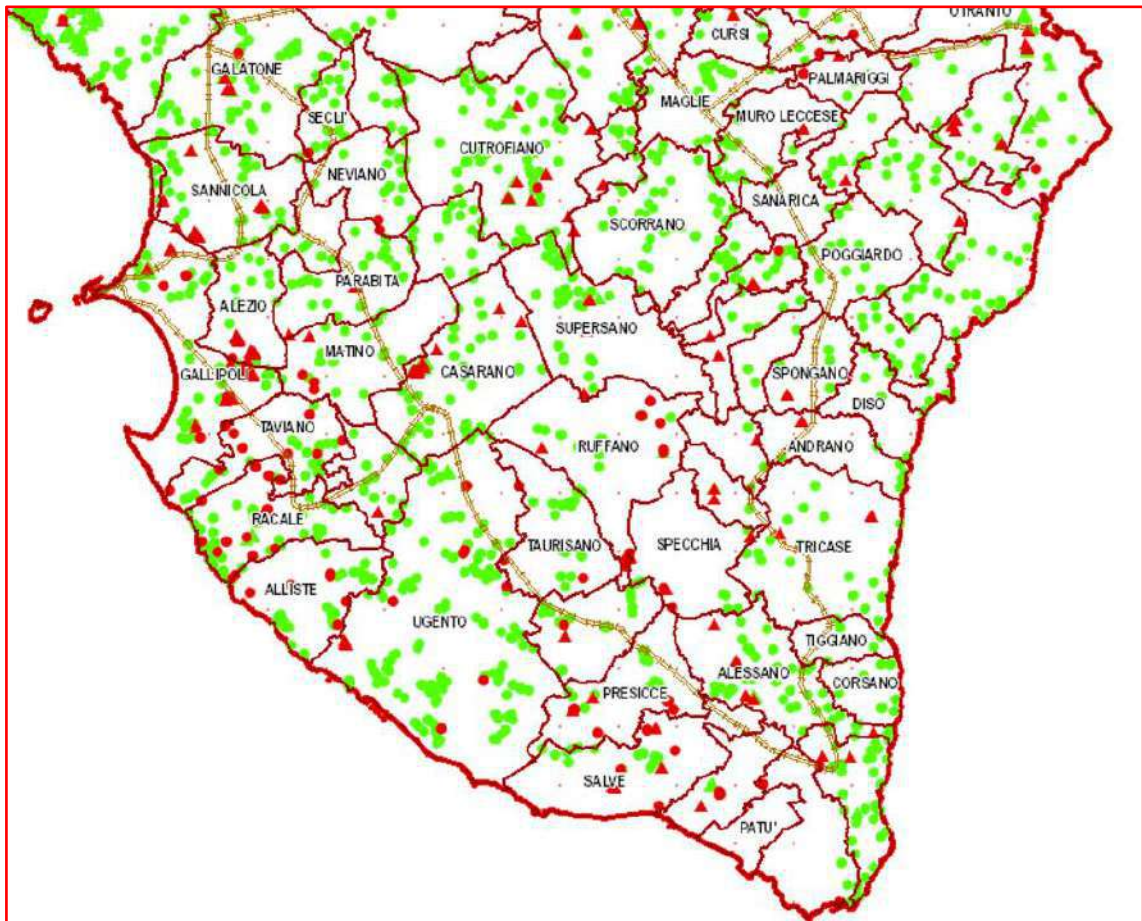 OTRANTO
CURSI
GALATONE
PALMARIGGI
MAGLIE
MURO LECCESE
SECLI'
CUTROFIANO
NEVIANO
SANNICOLA
SANARICA
SCORRANO
POGGIARDO
PARABITA
ALEZIO
SUPERSANO
MATINO
CASARANO
GALLIPOLI
SPONGANO
DISO
TAVIANO
RUFFANO
ANDRANO
RACALE
TAURISANO
SPECCHIA
TRICASE
ALLISTE
UGENTO
TIGGIANO
ALESSANO
CORSANO
PRESICCE
SALVE
PATU'